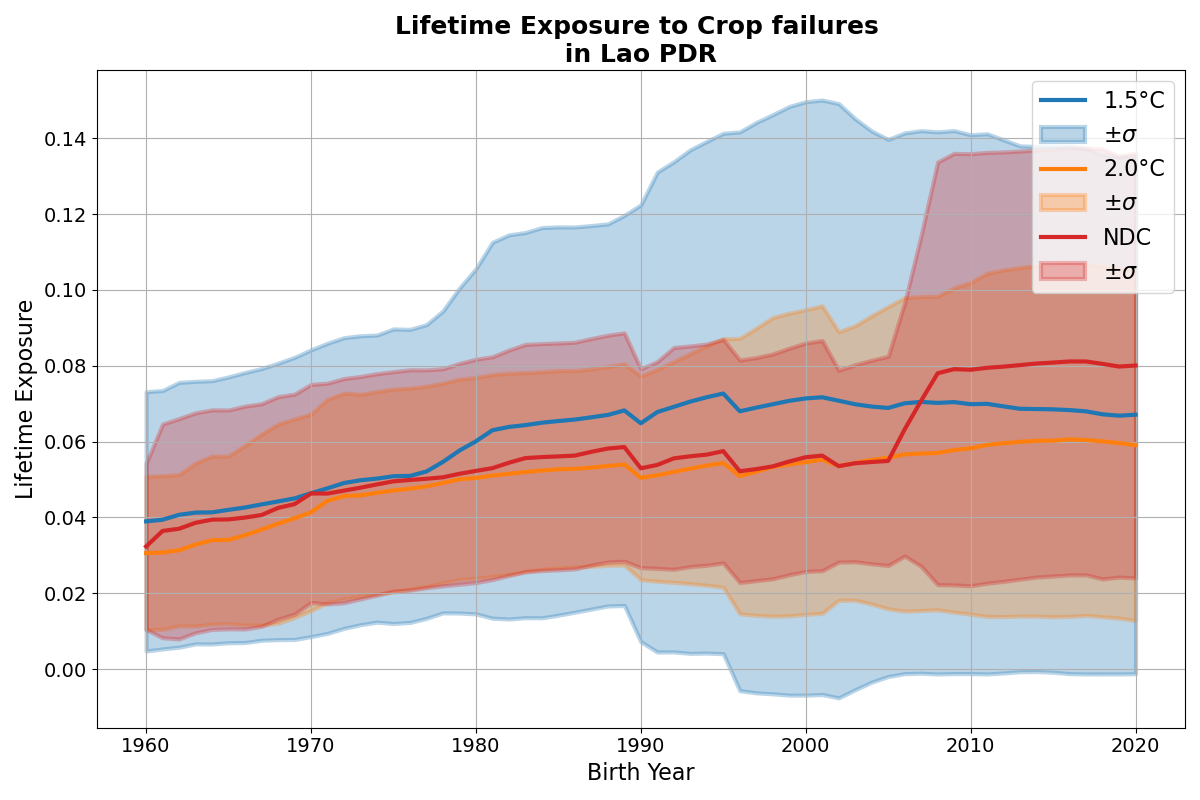 Lifetime Exposure to Crop failures
in Lao PDR
Lifetime Exposure
0.14
0.12
0.10
0.08
0.06
0.04
0.02
0.00
1.5°C
±σ
2.0°C
±σ
NDC
±σ
1960 1970 1980 1990 2000 2010 2020
Birth Year